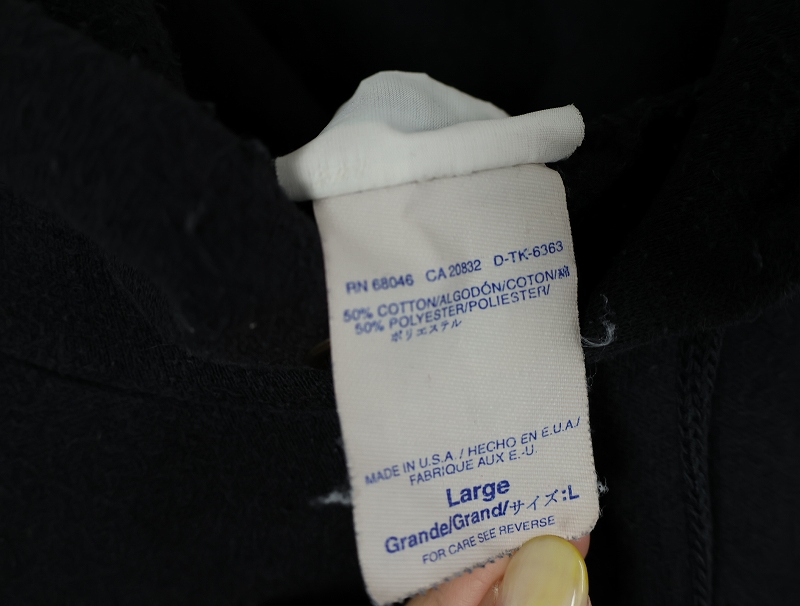 RN 68046 CA 20832 D-TK-6363
50% COTTON/ALGODÓN/COTON/綿
50% POLYESTER/POLIESTER/
ポリエステル
MADE IN U.S.A. / HECHO EN E.U.A./
FABRIQUE AUX E.-U.
Large
Grande/Grand/サイズ:L
FOR CARE SEE REVERSE